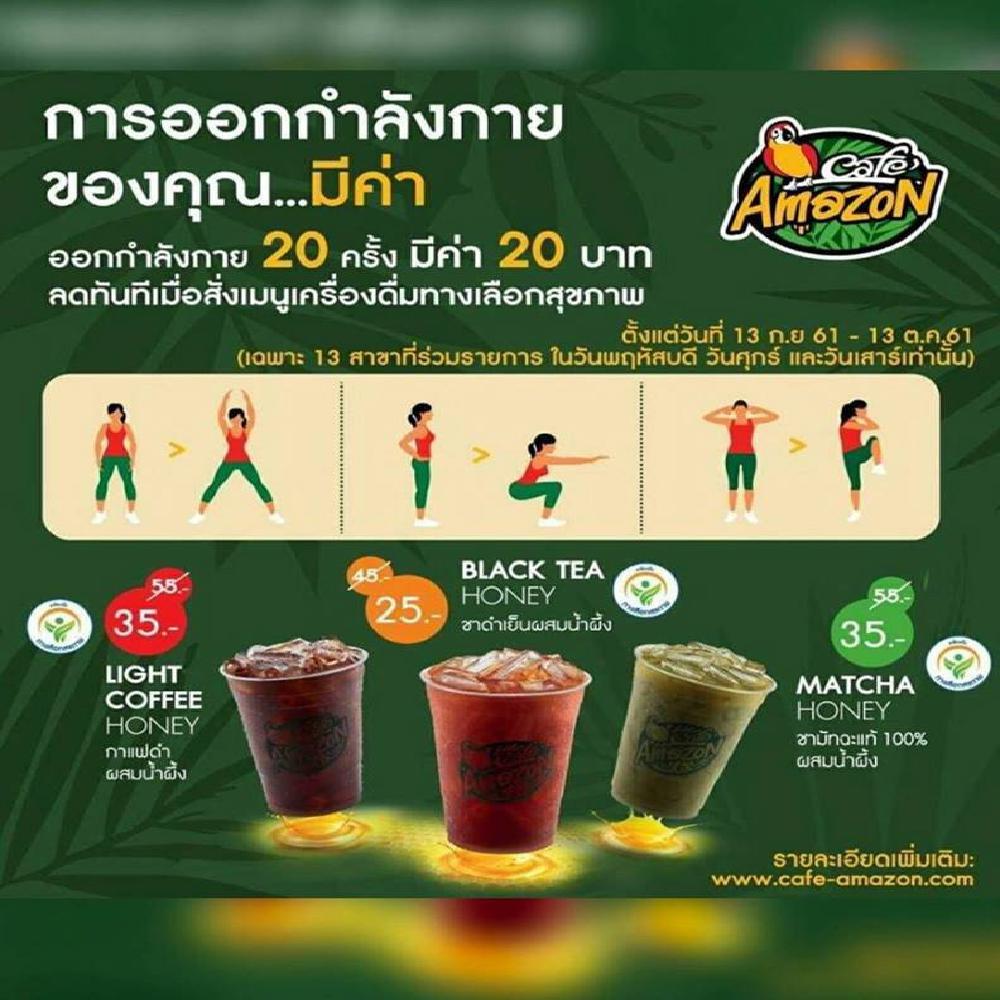 การออกกำลังกาย
ของคุณ...มีค่า
Café
Amazon
ออกกำลังกาย 20 ครั้ง มีค่า 20 บาท
ลดทันทีเมื่อสั่งเมนูเครื่องดื่มทางเลือกสุขภาพ
ตั้งแต่วันที่ 13 ก.ย 61 - 13 ต.ค.61
(เฉพาะ 13 สาขาที่ร่วมรายการ ในวันพฤหัสบดี วันศุกร์ และวันเสาร์เท่านั้น)
>
>
>
55.-
35.-
LIGHT
COFFEE
HONEY
กาแฟดำ
ผสมน้ำผึ้ง
45.-
25.-
BLACK TEA
HONEY
ชาดำเย็นผสมน้ำผึ้ง
55.-
35.-
MATCHA
HONEY
ชามัทฉะแท้ 100%
ผสมน้ำผึ้ง
Amazon
Amazon
Amazon
รายละเอียดเพิ่มเติม:
www.cafe-amazon.com